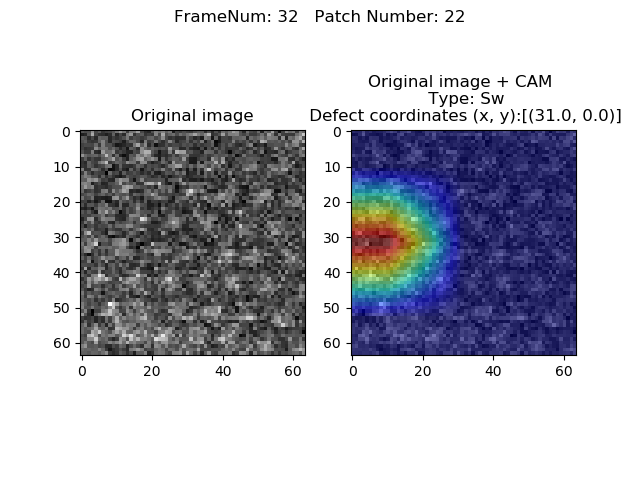 FrameNum: 32   Patch Number: 22
Original image
Original image + CAM
Type: Sw
Defect coordinates (x, y):[(31.0, 0.0)]
0
10
20
30
40
50
60
0 20 40 60
0
10
20
30
40
50
60
0 20 40 60